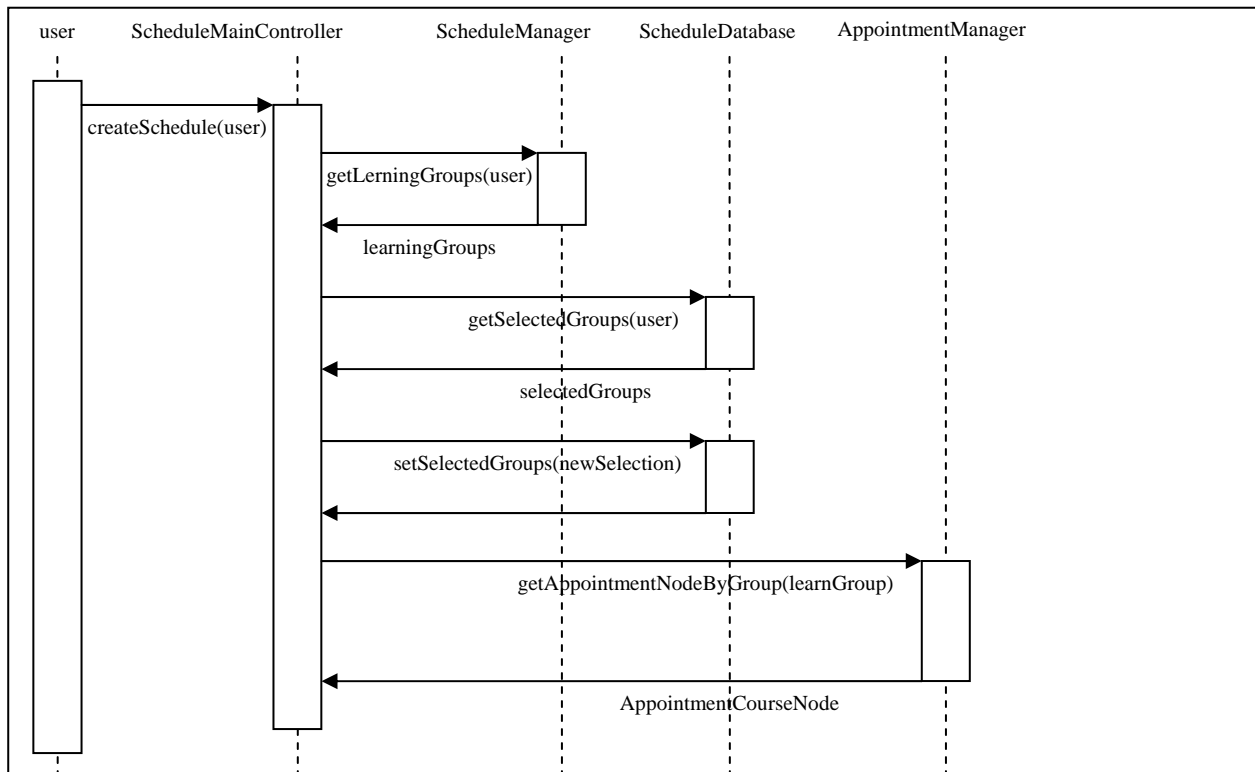 user
ScheduleMainController
ScheduleManager
ScheduleDatabase
AppointmentManager
createSchedule(user)
getLerningGroups(user)
learningGroups
getSelectedGroups(user)
selectedGroups
setSelectedGroups(newSelection)
getAppointmentNodeByGroup(learnGroup)
AppointmentCourseNode